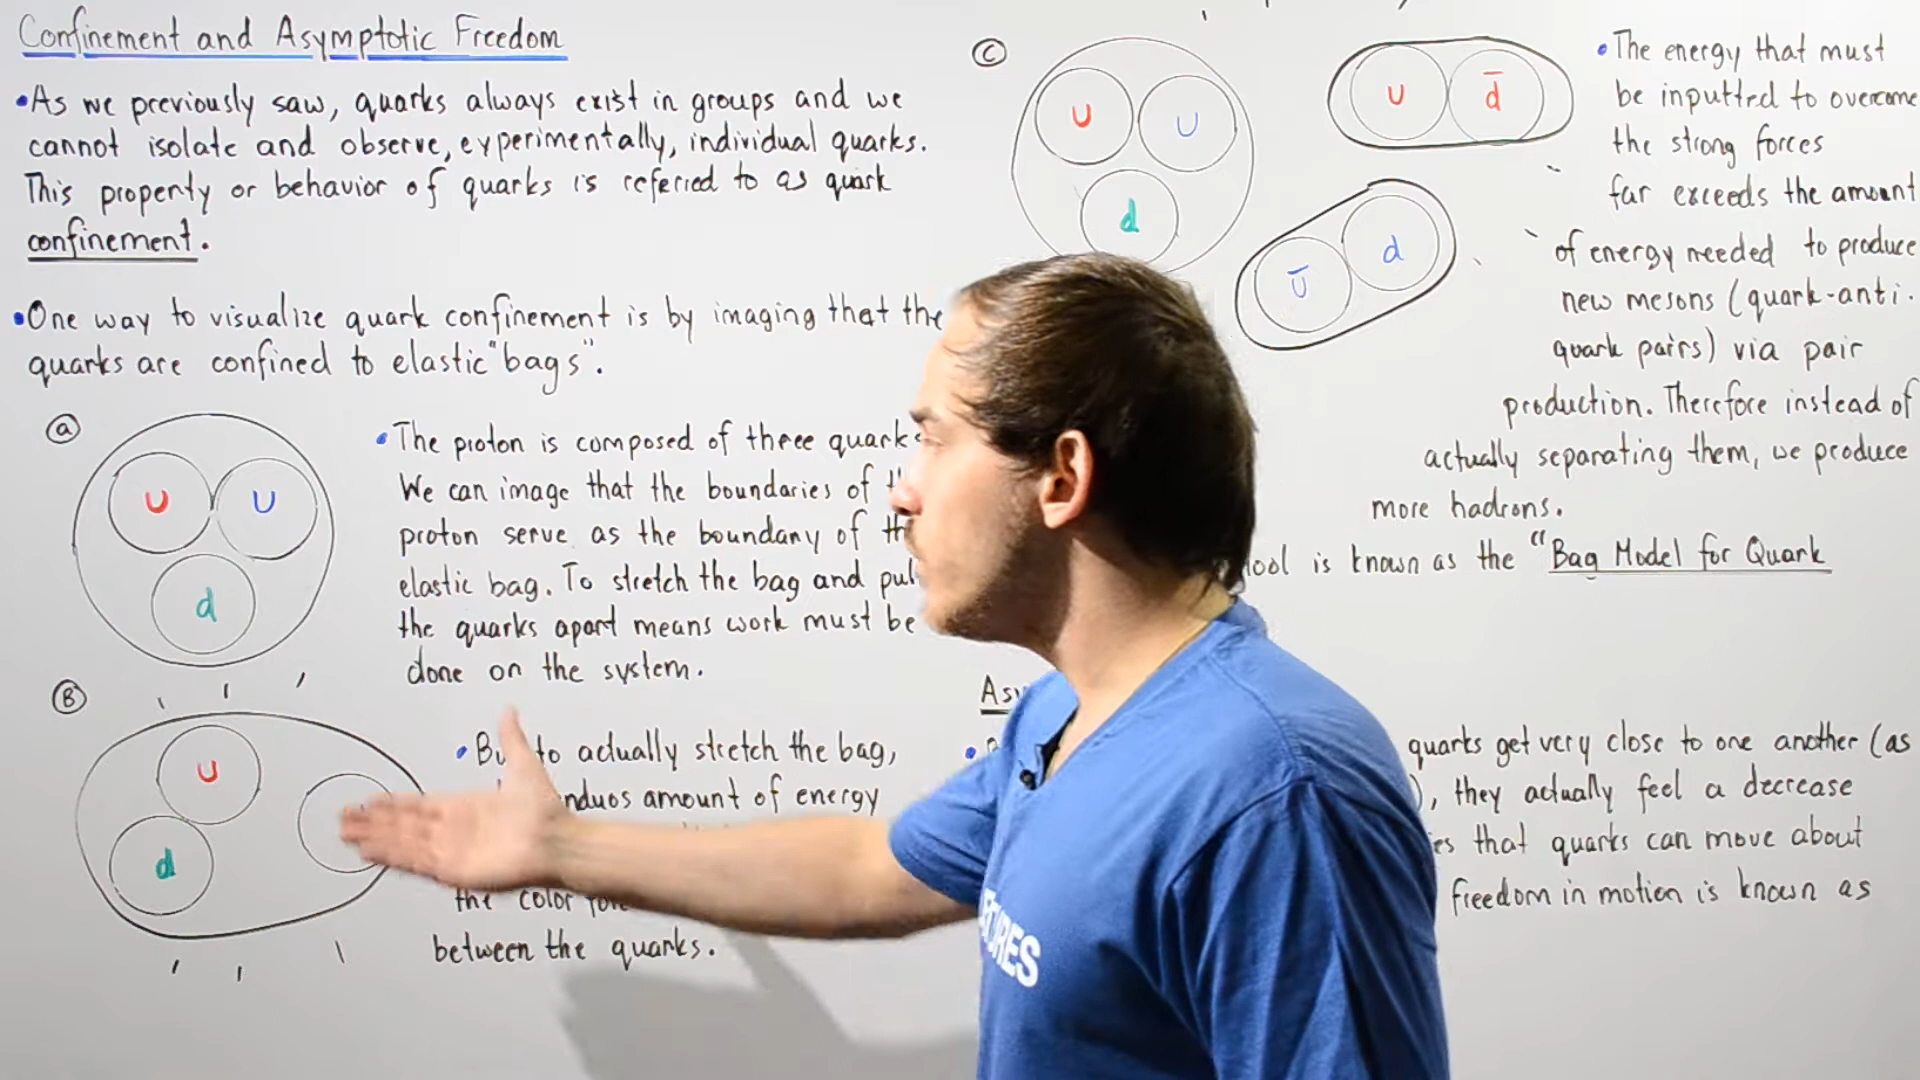 Confinement and Asymptotic Freedom
•As we previously saw, quarks always exist in groups and we
cannot isolate and observe, experimentally, individual quarks.
This property or behavior of quarks is referred to as quark
confinement.
•One way to visualize quark confinement is by imaging that the
quarks are confined to elastic "bags".
a
U U
d
•The proton is composed of three
We can image that the boundaries of
proton serve as the boundary of
elastic bag. To stretch the bag and
the quarks apart means work must be
done on the system.
B
U
d
to actually stretch the bag,
amount of energy
the color
between the quarks.
C
U U
d
U d̄
Ū d
•The energy that must
be inputted to overcome
the strong forces
far exceeds the amount
of energy needed to produce
new mesons (quark-anti.
quark pairs) via pair
production. Therefore instead of
actually separating them, we produce
more hadrons.
is known as the "Bag Model for Quark
quarks get very close to one another (as
), they actually feel a decrease
that quarks can move about
freedom in motion is known as